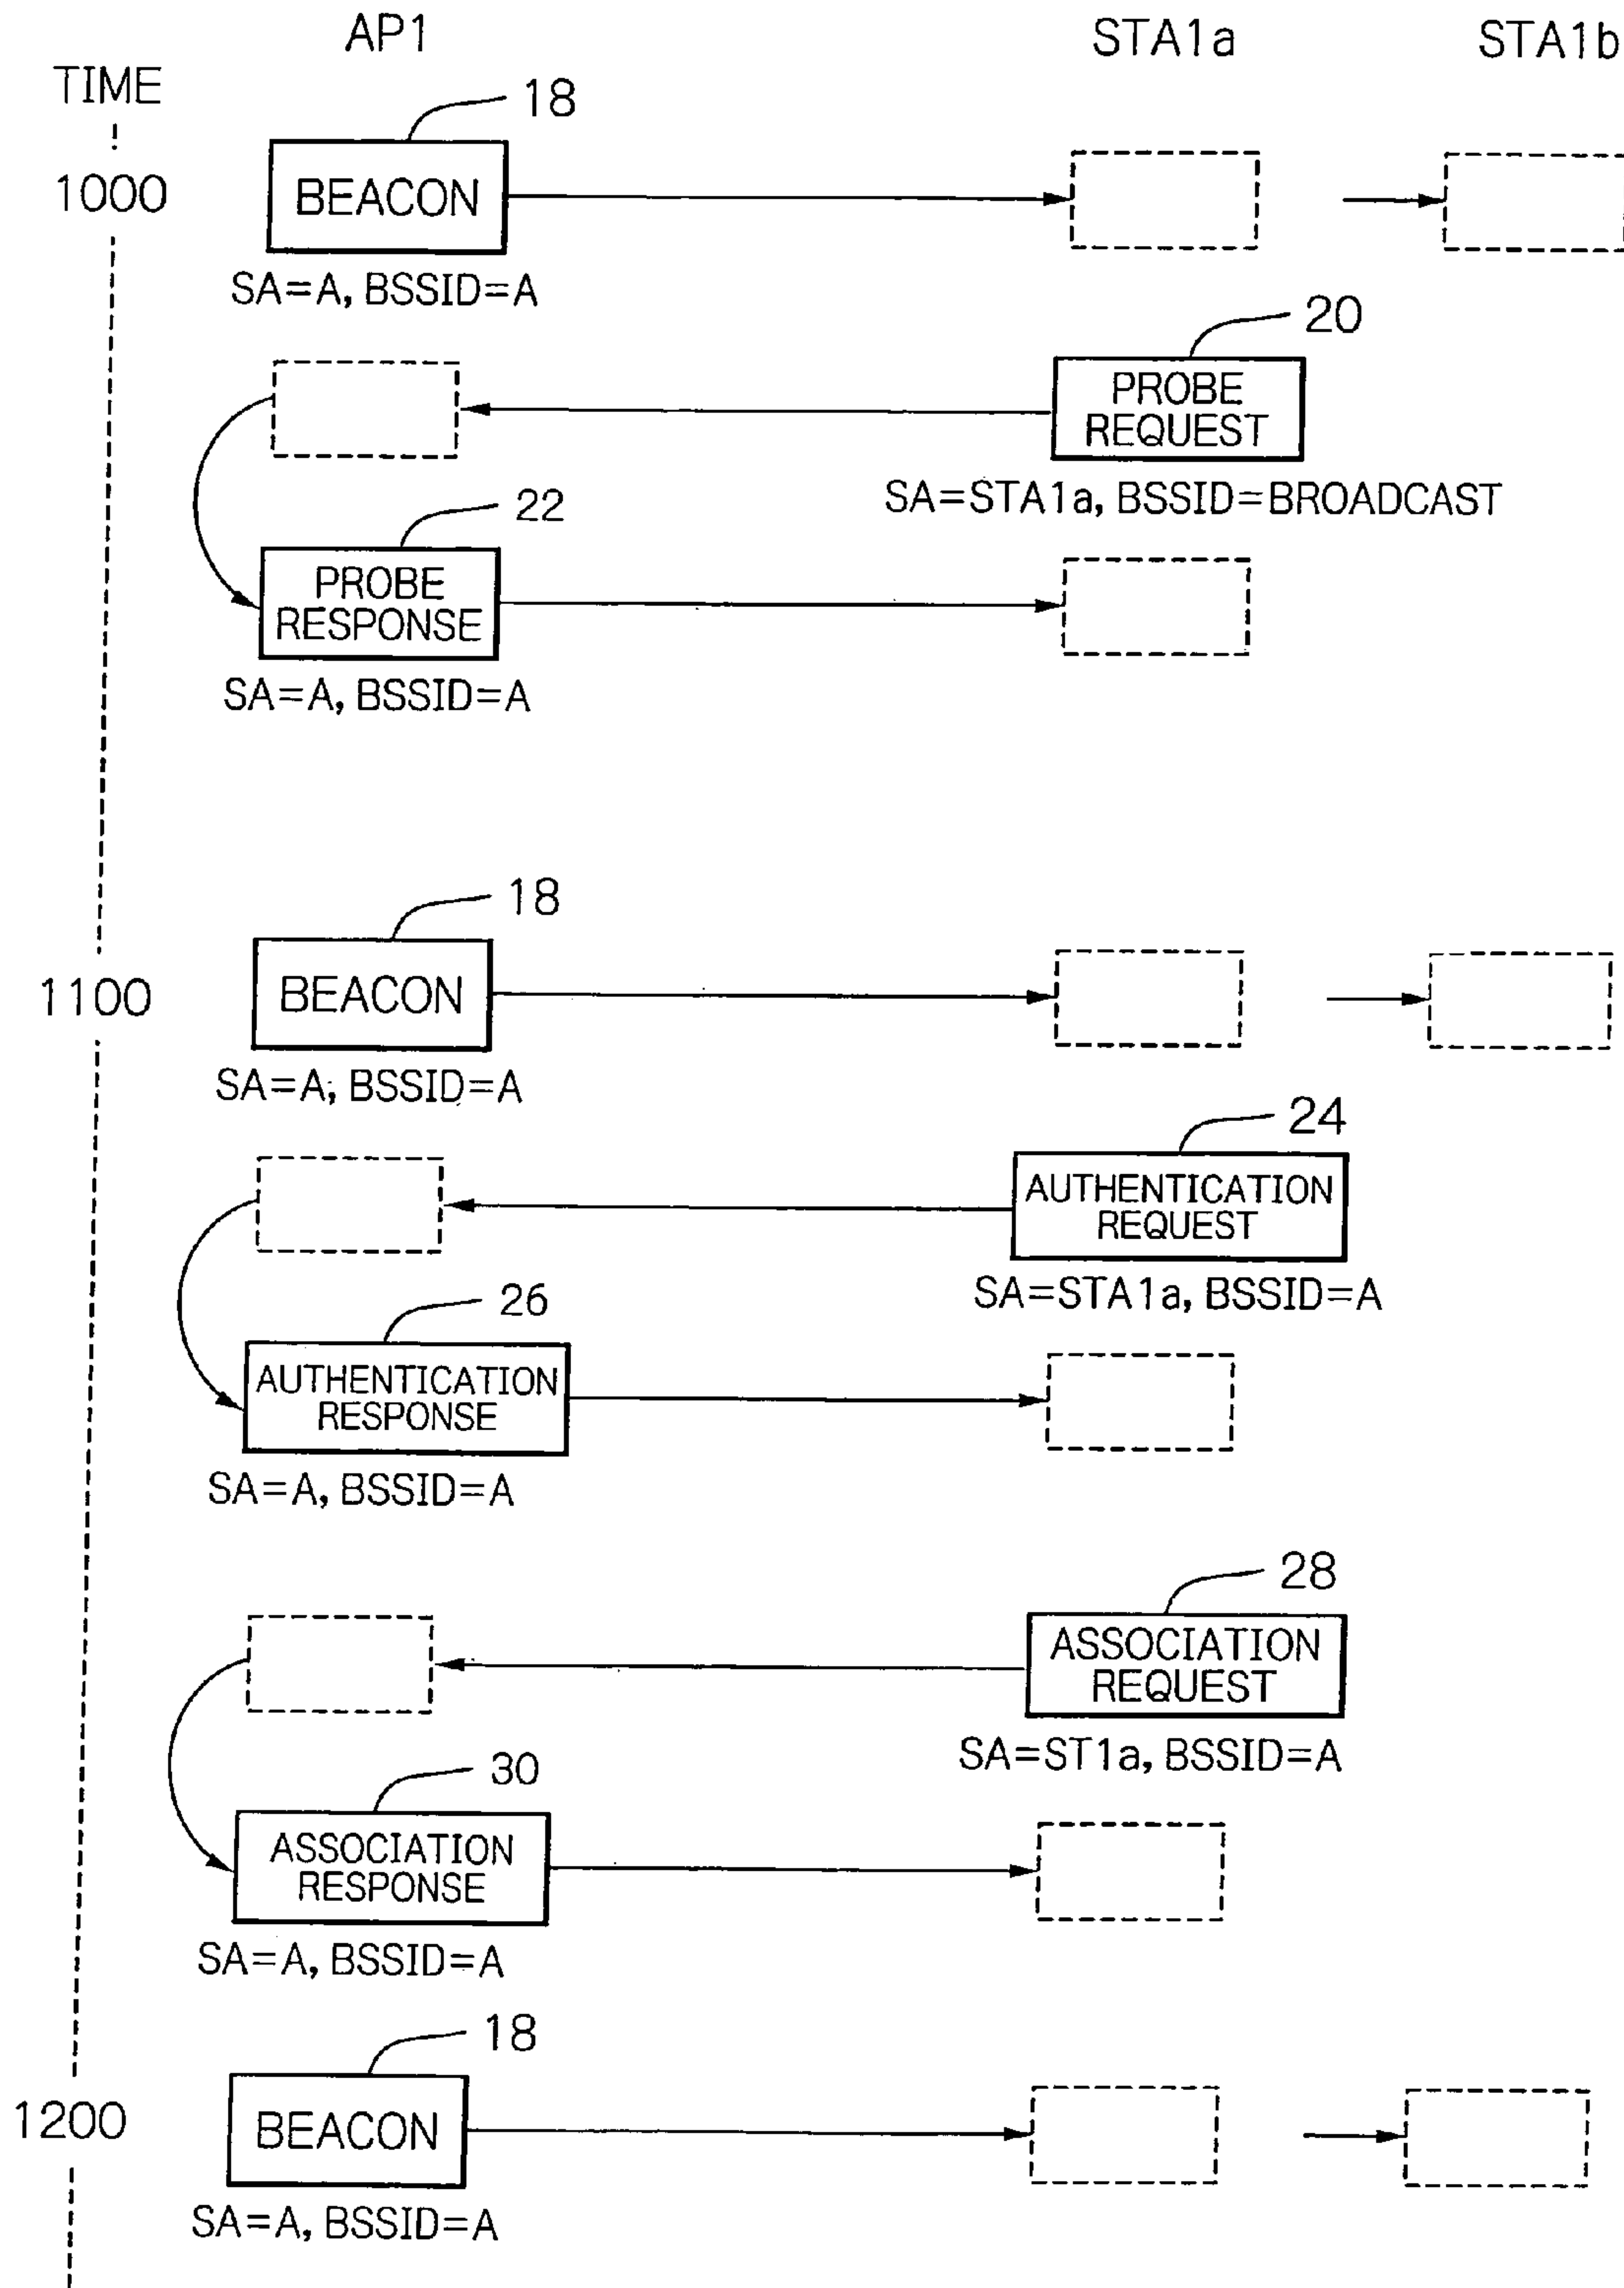 AP1
STA1a
STA1b
TIME
18
1000
BEACON
SA=A, BSSID=A
20
PROBE
REQUEST
SA=STA1a, BSSID=BROADCAST
22
PROBE
RESPONSE
SA=A, BSSID=A
18
1100
BEACON
SA=A, BSSID=A
24
AUTHENTICATION
REQUEST
SA=STA1a, BSSID=A
26
AUTHENTICATION
RESPONSE
SA=A, BSSID=A
28
ASSOCIATION
REQUEST
SA=ST1a, BSSID=A
30
ASSOCIATION
RESPONSE
SA=A, BSSID=A
18
1200
BEACON
SA=A, BSSID=A